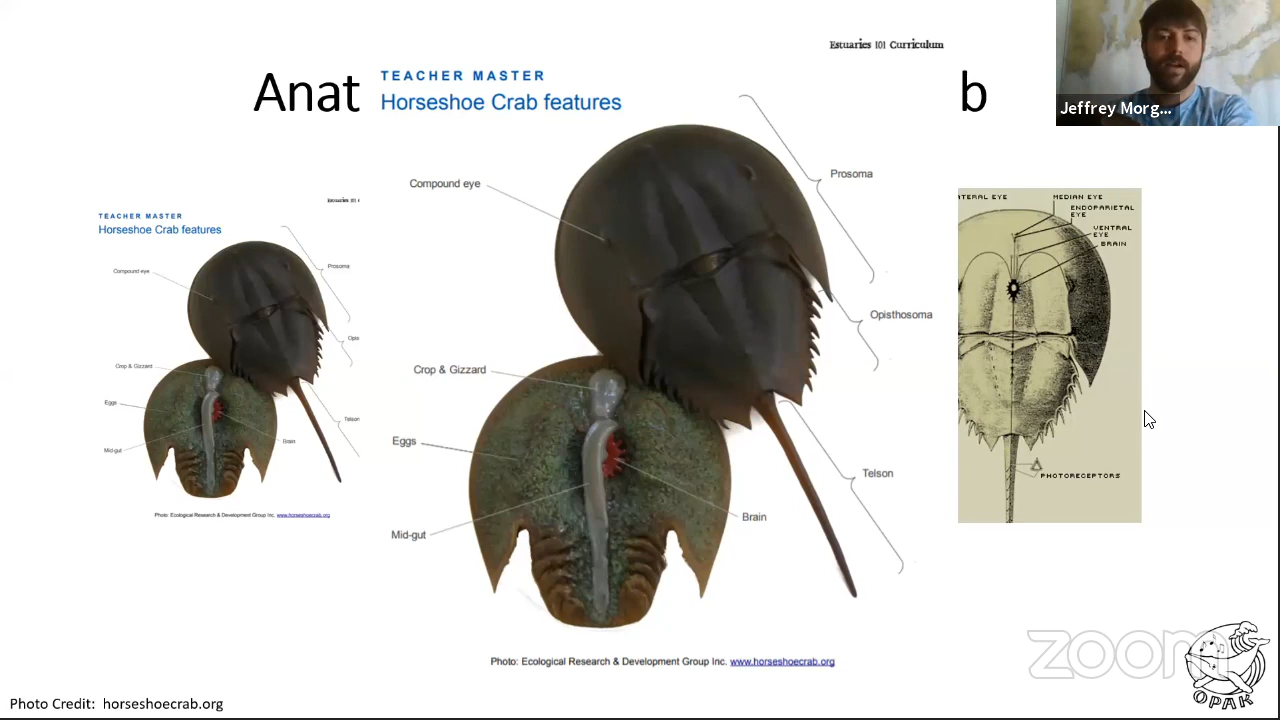 Estuaries 101 Curriculum
TEACHER MASTER
Anat
Horseshoe Crab features
b
Jeffrey Morg...
Prosoma
Compound eye
Opisthosoma
Crop & Gizzard
Eggs
Telson
Brain
Mid-gut
Photo: Ecological Research & Development Group Inc. www.horseshoecrab.org
TEACHER MASTER
Horseshoe Crab features
Prosoma
Compound eye
Crop & Gizzard
Eggs
Telson
Brain
Mid-gut
Photo: Ecological Research & Development Group Inc. www.horseshoecrab.org
ATERAL EYE
MEDIAN EYE
ENDOPARIETAL
EYE
VENTRAL
EYE
BRAIN
PHOTORECEPTORS
zoom
OPAK
Photo Credit: horseshoecrab.org